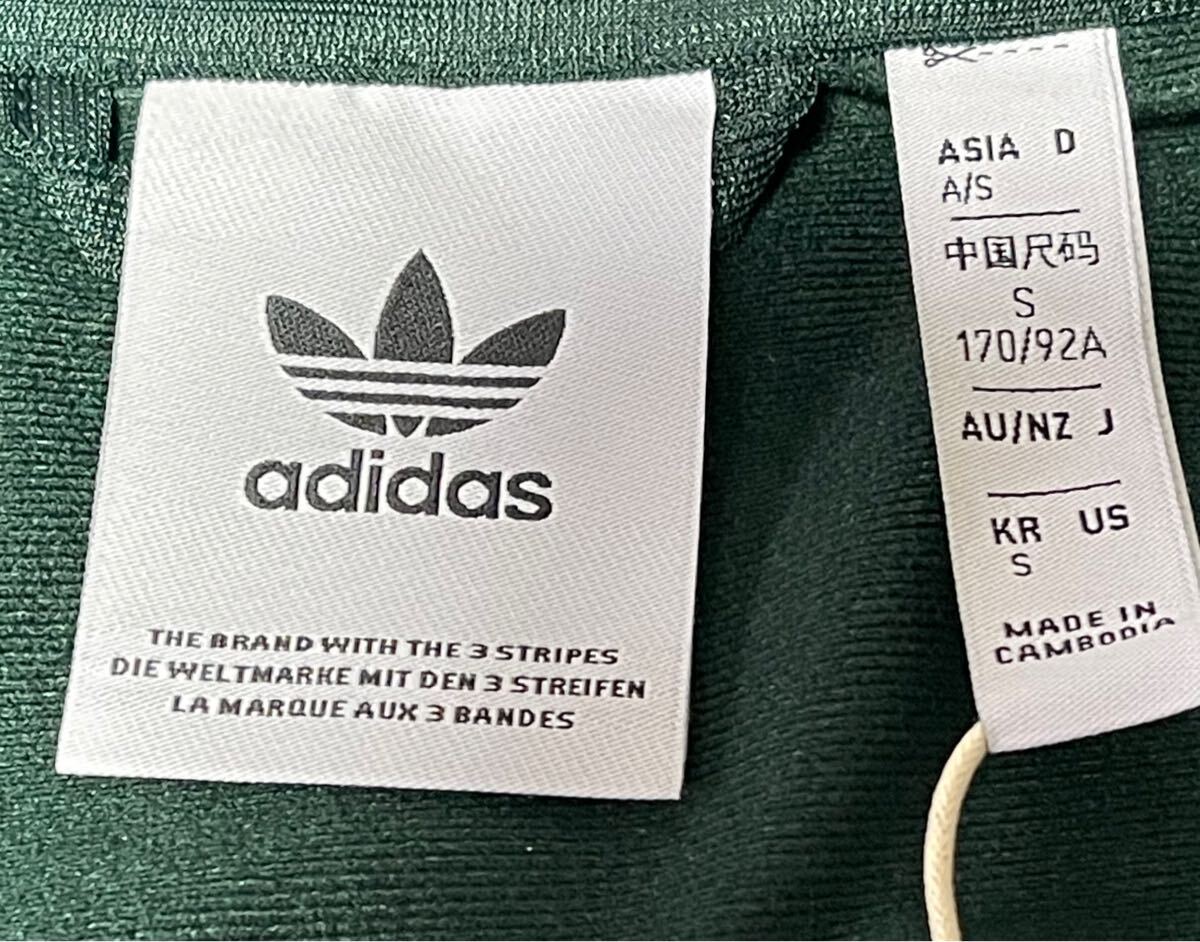 adidas
THE BRAND WITH THE 3 STRIPES
DIE WELTMARKE MIT DEN 3 STREIFEN
LA MARQUE AUX 3 BANDES
ASIA D
A/S
中国尺码
S
170/92A
AU/NZ J
KR US
S
MADE IN
CAMBODIA